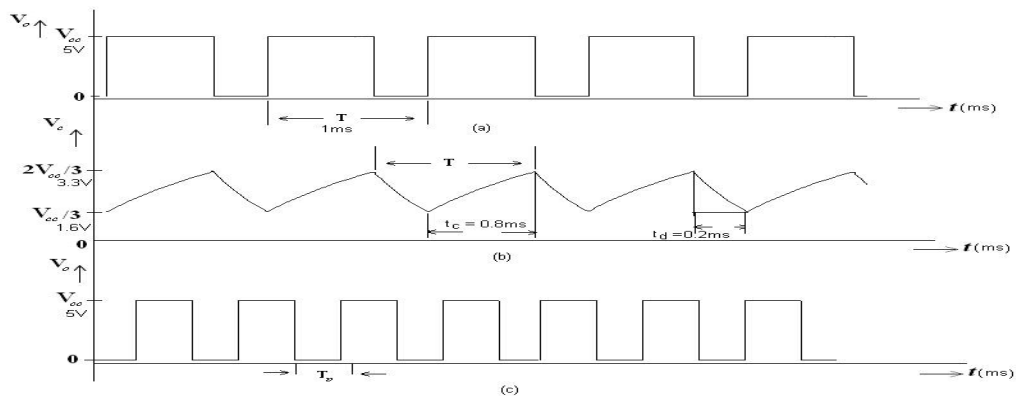 Vo
Vcc
5V
0
T
1ms
(a)
t (ms)
Vc
2Vcc/3
3.3V
T
Vcc/3
1.6V
tc = 0.8ms
td = 0.2ms
0
t (ms)
(b)
Vo
Vcc
5V
0
Tp
t (ms)
(c)